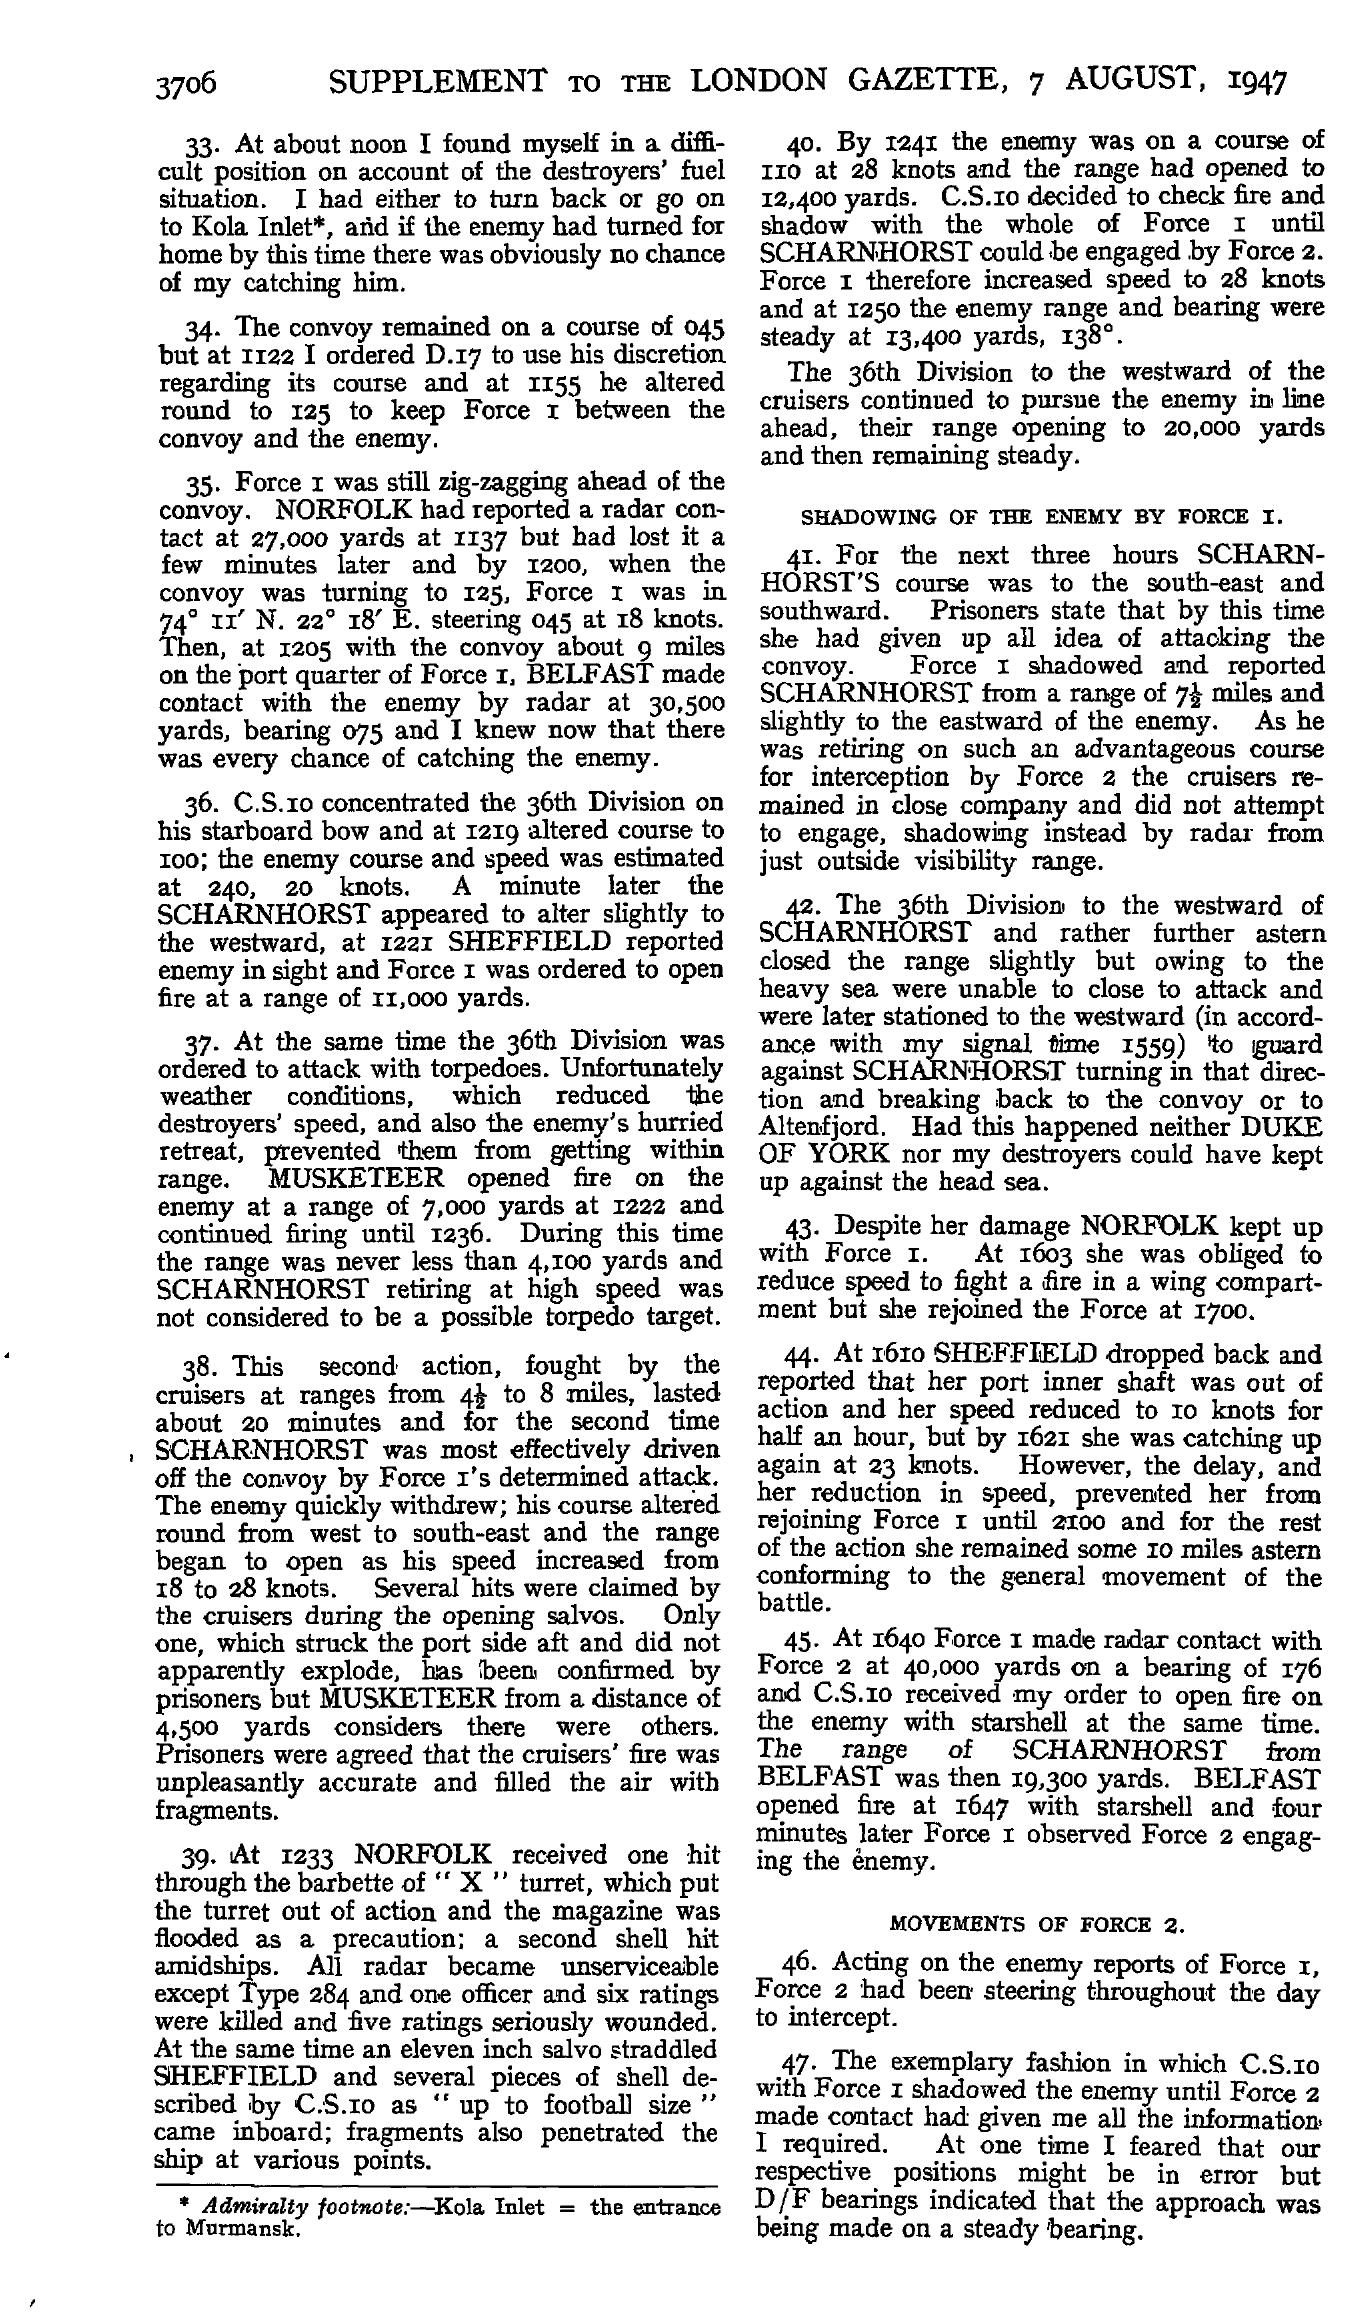 3706 SUPPLEMENT TO THE LONDON GAZETTE, 7 AUGUST, 1947
33. At about noon I found myself in a diffi-
cult position on account of the destroyers' fuel
situation. I had either to turn back or go on
to Kola Inlet*, and if the enemy had turned for
home by this time there was obviously no chance
of my catching him.
34. The convoy remained on a course of 045
but at 1122 I ordered D.17 to use his discretion
regarding its course and at 1155 he altered
round to 125 to keep Force 1 between the
convoy and the enemy.
35. Force 1 was still zig-zagging ahead of the
convoy. NORFOLK had reported a radar con-
tact at 27,000 yards at 1137 but had lost it a
few minutes later and by 1200, when the
convoy was turning to 125, Force 1 was in
74° 11′ N. 22° 18′ E. steering 045 at 18 knots.
Then, at 1205 with the convoy about 9 miles
on the port quarter of Force 1, BELFAST made
contact with the enemy by radar at 30,500
yards, bearing 075 and I knew now that there
was every chance of catching the enemy.
36. C.S.10 concentrated the 36th Division on
his starboard bow and at 1219 altered course to
100; the enemy course and speed was estimated
at 240, 20 knots. A minute later the
SCHARNHORST appeared to alter slightly to
the westward, at 1221 SHEFFIELD reported
enemy in sight and Force 1 was ordered to open
fire at a range of 11,000 yards.
37. At the same time the 36th Division was
ordered to attack with torpedoes. Unfortunately
weather conditions, which reduced the
destroyers' speed, and also the enemy's hurried
retreat, prevented them from getting within
range. MUSKETEER opened fire on the
enemy at a range of 7,000 yards at 1222 and
continued firing until 1236. During this time
the range was never less than 4,100 yards and
SCHARNHORST retiring at high speed was
not considered to be a possible torpedo target.
38. This second action, fought by the
cruisers at ranges from 4½ to 8 miles, lasted
about 20 minutes and for the second time
SCHARNHORST was most effectively driven
off the convoy by Force 1's determined attack.
The enemy quickly withdrew; his course altered
round from west to south-east and the range
began to open as his speed increased from
18 to 28 knots. Several hits were claimed by
the cruisers during the opening salvos. Only
one, which struck the port side aft and did not
apparently explode, has been confirmed by
prisoners but MUSKETEER from a distance of
4,500 yards considers there were others.
Prisoners were agreed that the cruisers' fire was
unpleasantly accurate and filled the air with
fragments.
39. At 1233 NORFOLK received one hit
through the barbette of " X " turret, which put
the turret out of action and the magazine was
flooded as a precaution; a second shell hit
amidships. All radar became unserviceable
except Type 284 and one officer and six ratings
were killed and five ratings seriously wounded.
At the same time an eleven inch salvo straddled
SHEFFIELD and several pieces of shell de-
scribed by C.S.10 as " up to football size "
came inboard; fragments also penetrated the
ship at various points.
* Admiralty footnote:—Kola Inlet = the entrance
to Murmansk.
40. By 1241 the enemy was on a course of
110 at 28 knots and the range had opened to
12,400 yards. C.S.10 decided to check fire and
shadow with the whole of Force 1 until
SCHARNHORST could be engaged by Force 2.
Force 1 therefore increased speed to 28 knots
and at 1250 the enemy range and bearing were
steady at 13,400 yards, 138°.
The 36th Division to the westward of the
cruisers continued to pursue the enemy in line
ahead, their range opening to 20,000 yards
and then remaining steady.
SHADOWING OF THE ENEMY BY FORCE 1.
41. For the next three hours SCHARN-
HORST'S course was to the south-east and
southward. Prisoners state that by this time
she had given up all idea of attacking the
convoy. Force 1 shadowed and reported
SCHARNHORST from a range of 7½ miles and
slightly to the eastward of the enemy. As he
was retiring on such an advantageous course
for interception by Force 2 the cruisers re-
mained in close company and did not attempt
to engage, shadowing instead by radar from
just outside visibility range.
42. The 36th Division to the westward of
SCHARNHORST and rather further astern
closed the range slightly but owing to the
heavy sea were unable to close to attack and
were later stationed to the westward (in accord-
ance with my signal time 1559) to guard
against SCHARNHORST turning in that direc-
tion and breaking back to the convoy or to
Altenfjord. Had this happened neither DUKE
OF YORK nor my destroyers could have kept
up against the head sea.
43. Despite her damage NORFOLK kept up
with Force 1. At 1603 she was obliged to
reduce speed to fight a fire in a wing compart-
ment but she rejoined the Force at 1700.
44. At 1610 SHEFFIELD dropped back and
reported that her port inner shaft was out of
action and her speed reduced to 10 knots for
half an hour, but by 1621 she was catching up
again at 23 knots. However, the delay, and
her reduction in speed, prevented her from
rejoining Force 1 until 2100 and for the rest
of the action she remained some 10 miles astern
conforming to the general movement of the
battle.
45. At 1640 Force 1 made radar contact with
Force 2 at 40,000 yards on a bearing of 176
and C.S.10 received my order to open fire on
the enemy with starshell at the same time.
The range of SCHARNHORST from
BELFAST was then 19,300 yards. BELFAST
opened fire at 1647 with starshell and four
minutes later Force 1 observed Force 2 engag-
ing the enemy.
MOVEMENTS OF FORCE 2.
46. Acting on the enemy reports of Force 1,
Force 2 had been steering throughout the day
to intercept.
47. The exemplary fashion in which C.S.10
with Force 1 shadowed the enemy until Force 2
made contact had given me all the information
I required. At one time I feared that our
respective positions might be in error but
D/F bearings indicated that the approach was
being made on a steady bearing.